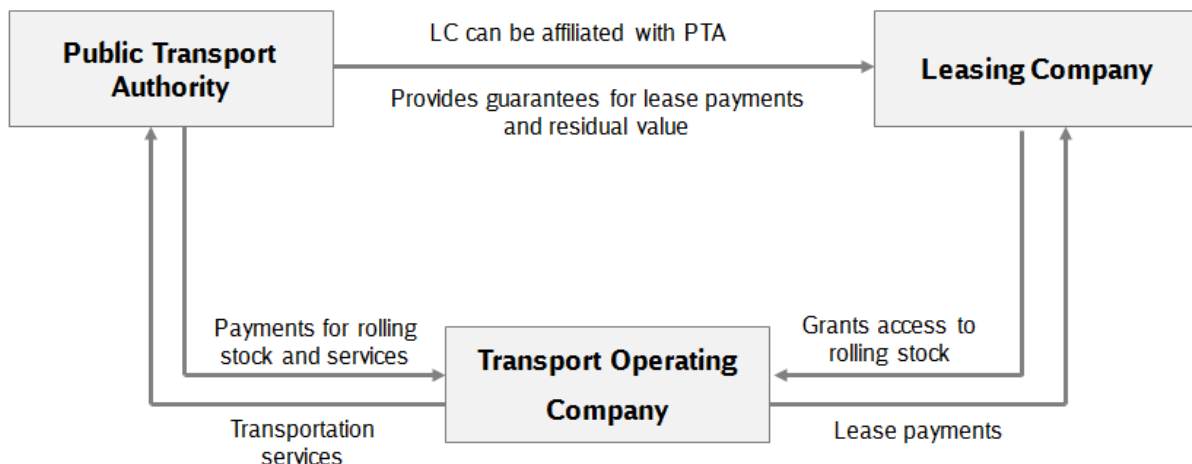 LC can be affiliated with PTA
Public Transport
Authority
Leasing Company
Provides guarantees for lease payments
and residual value
Payments for rolling
stock and services
Grants access to
rolling stock
Transport Operating
Company
Transportation
services
Lease payments